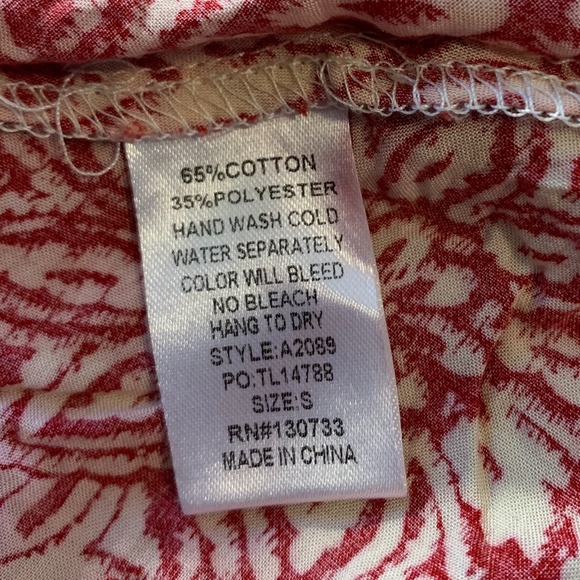 65%COTTON
35%POLYESTER
HAND WASH COLD
WATER SEPARATELY
COLOR WILL BLEED
NO BLEACH
HANG TO DRY
STYLE:A2089
PO:TL14788
SIZE:S
RN#130733
MADE IN CHINA